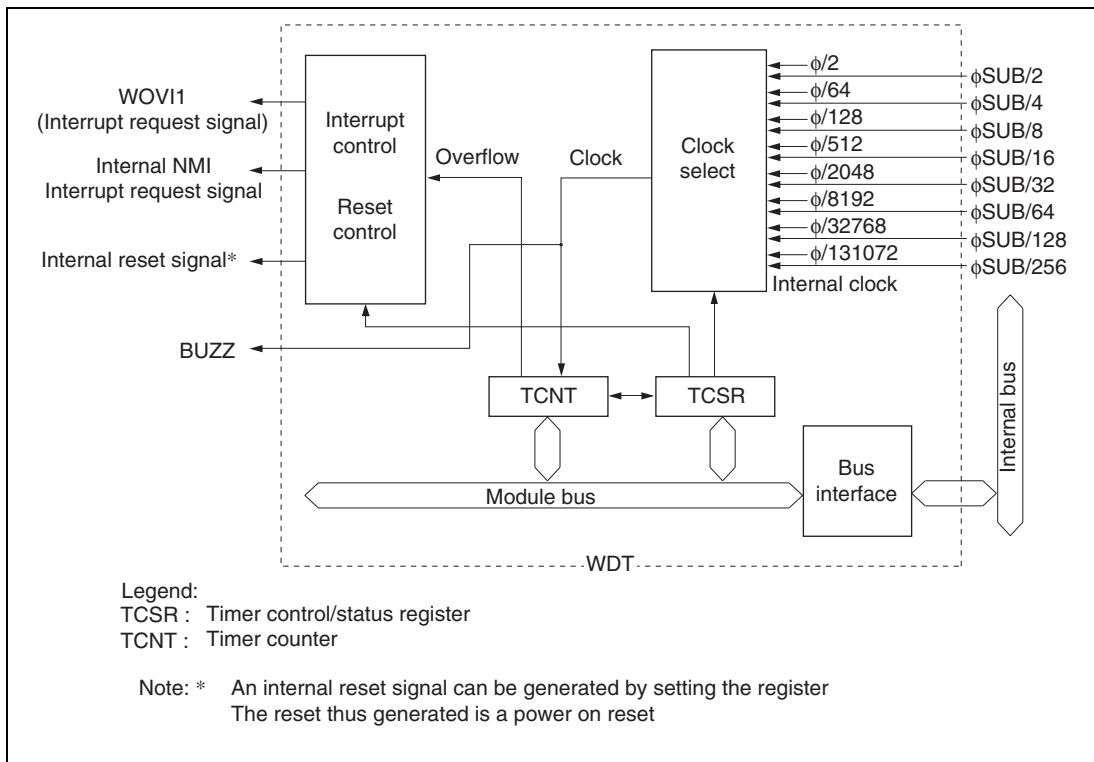 WOVI1
(Interrupt request signal)
Internal NMI
Interrupt request signal
Internal reset signal*
BUZZ
Interrupt
control
Reset
control
Overflow
Clock
Clock
select
ϕ/2
ϕ/64
ϕ/128
ϕ/512
ϕ/2048
ϕ/8192
ϕ/32768
ϕ/131072
Internal clock
ϕSUB/2
ϕSUB/4
ϕSUB/8
ϕSUB/16
ϕSUB/32
ϕSUB/64
ϕSUB/128
ϕSUB/256
TCNT
TCSR
Module bus
Bus
interface
Internal bus
WDT
Legend:
TCSR : Timer control/status register
TCNT : Timer counter
Note: * An internal reset signal can be generated by setting the register
The reset thus generated is a power on reset